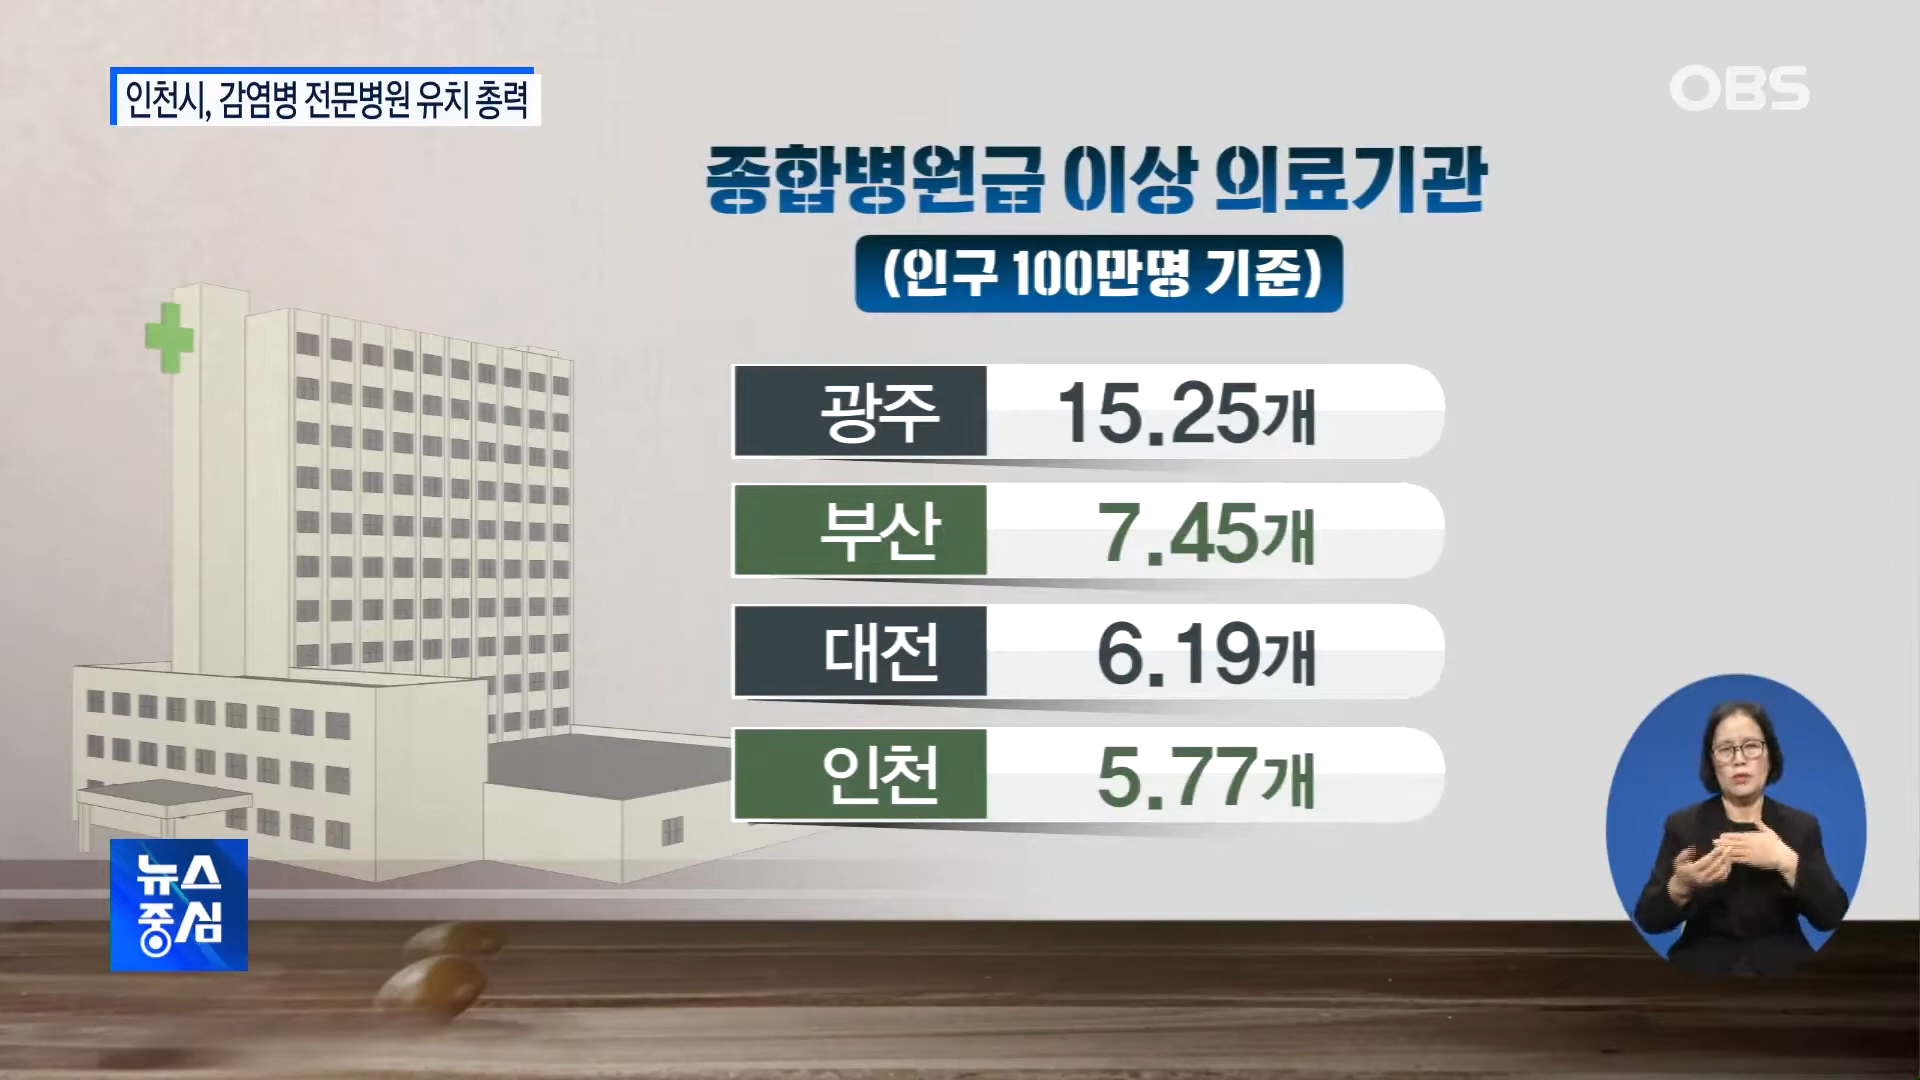 인천시, 감염병 전문병원 유치 총력
OBS
종합병원급 이상 의료기관
(인구 100만명 기준)
광주 15.25개
부산 7.45개
대전 6.19개
인천 5.77개
뉴스
중심